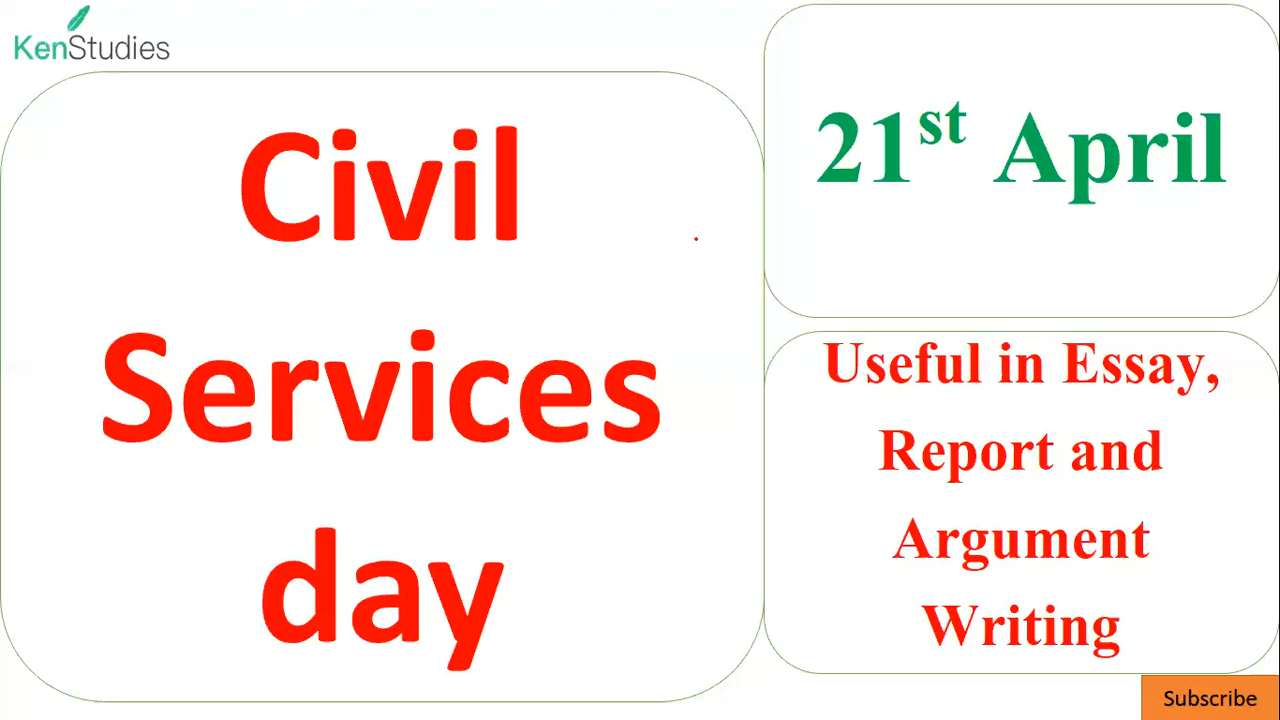 KenStudies
Civil
Services
day
21st April
Useful in Essay,
Report and
Argument
Writing
Subscribe